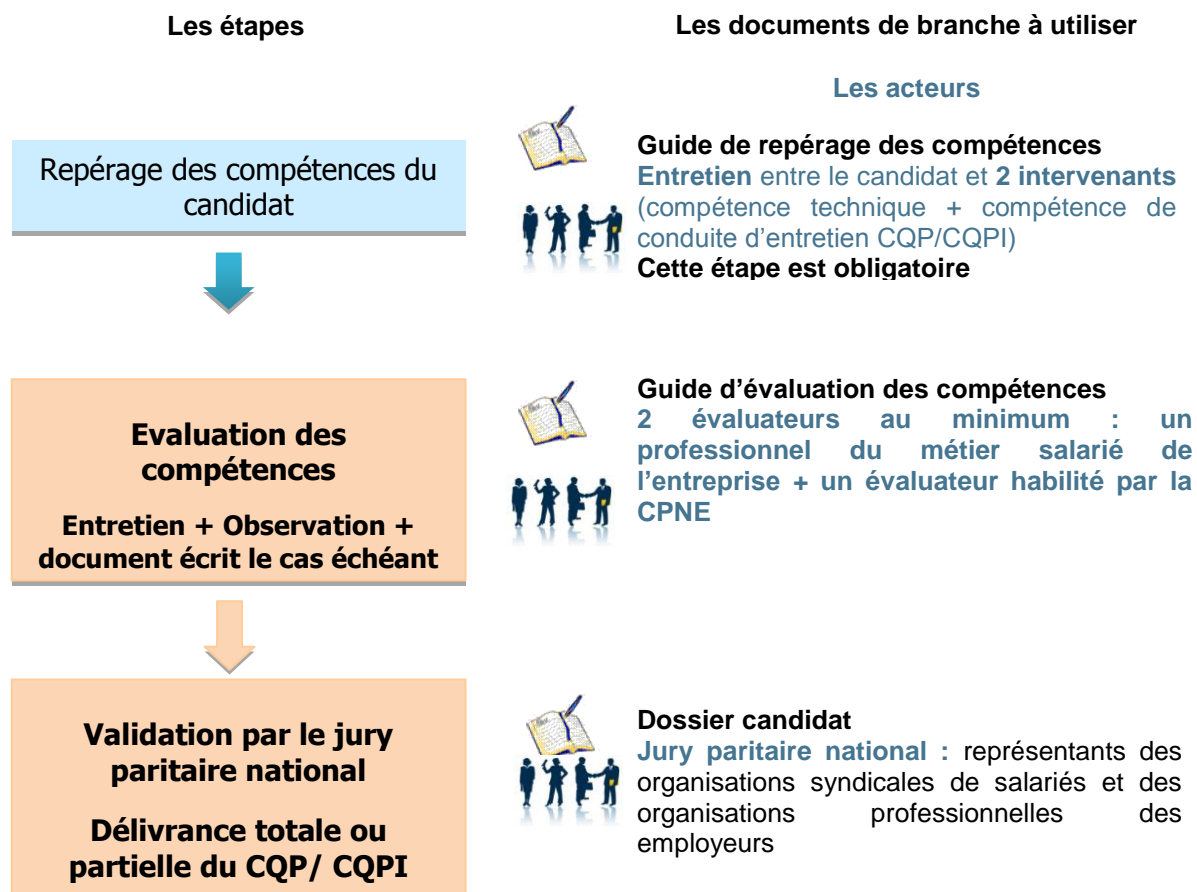 Les étapes
Les documents de branche à utiliser
Les acteurs
Repérage des compétences du
candidat
Guide de repérage des compétences
Entretien entre le candidat et 2 intervenants
(compétence technique + compétence de
conduite d'entretien CQP/CQPI)
Cette étape est obligatoire
Evaluation des
compétences
Entretien + Observation +
document écrit le cas échéant
Guide d'évaluation des compétences
2 évaluateurs au minimum : un
professionnel du métier salarié de
l'entreprise + un évaluateur habilité par la
CPNE
Validation par le jury
paritaire national
Délivrance totale ou
partielle du CQP/ CQPI
Dossier candidat
Jury paritaire national : représentants des
organisations syndicales de salariés et des
organisations professionnelles des
employeurs